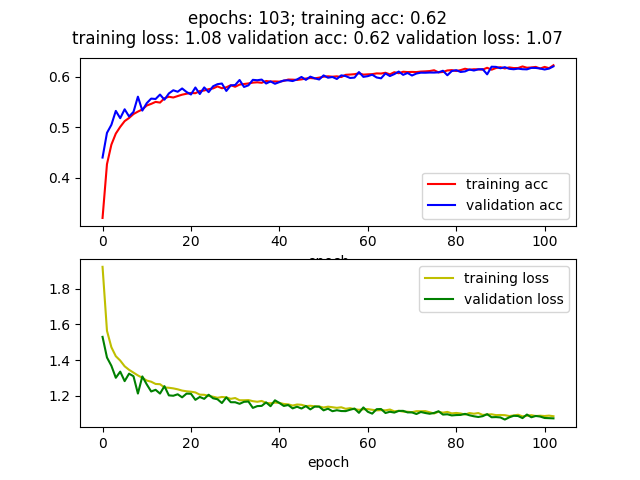 epochs: 103; training acc: 0.62
training loss: 1.08 validation acc: 0.62 validation loss: 1.07
0.6
0.5
0.4
training acc
validation acc
0 20 40 60 80 100
epoch
1.8
1.6
1.4
1.2
training loss
validation loss
0 20 40 60 80 100
epoch